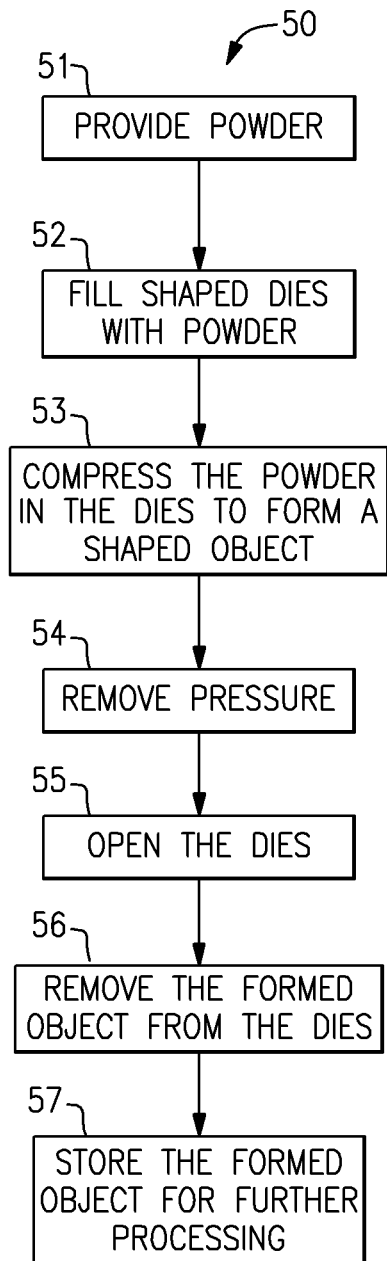 50
51
PROVIDE POWDER
52
FILL SHAPED DIES
WITH POWDER
53
COMPRESS THE POWDER
IN THE DIES TO FORM A
SHAPED OBJECT
54
REMOVE PRESSURE
55
OPEN THE DIES
56
REMOVE THE FORMED
OBJECT FROM THE DIES
57
STORE THE FORMED
OBJECT FOR FURTHER
PROCESSING